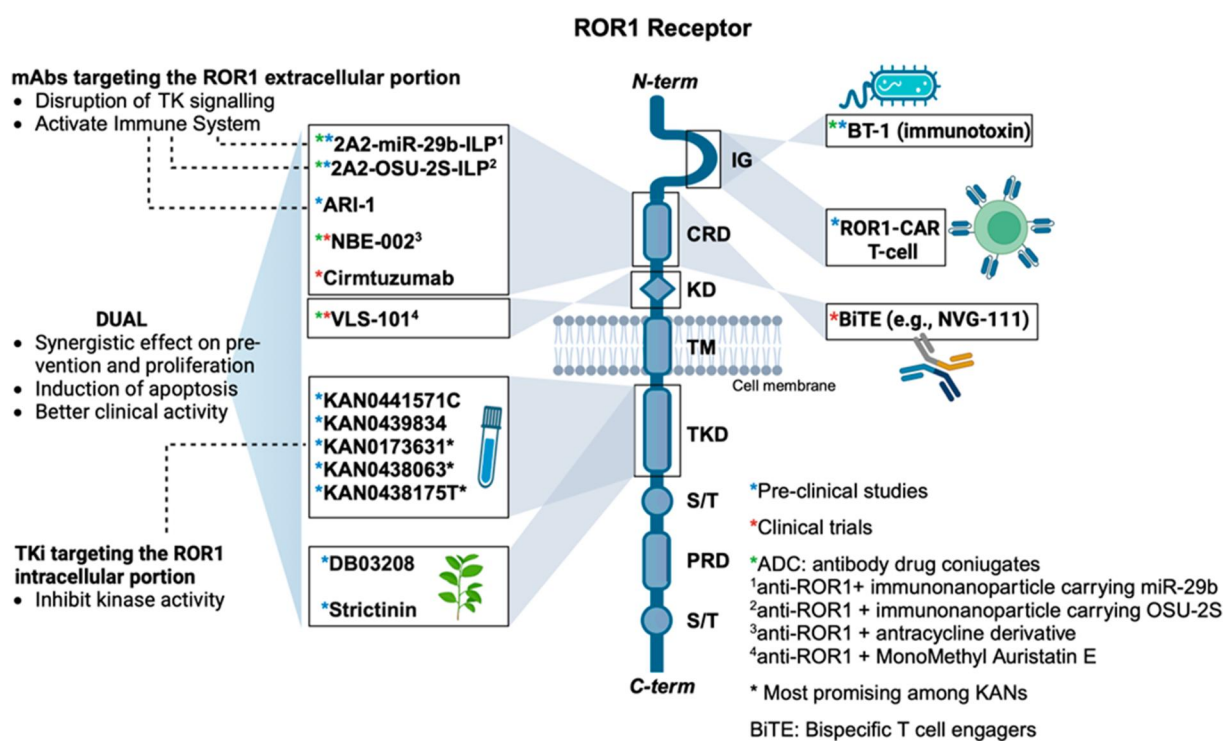 ROR1 Receptor
mAbs targeting the ROR1 extracellular portion
• Disruption of TK signalling
• Activate Immune System
**2A2-miR-29b-ILP¹
**2A2-OSU-2S-ILP²
*ARI-1
**NBE-002³
*Cirmtuzumab
**VLS-101⁴
DUAL
• Synergistic effect on pre-
vention and proliferation
• Induction of apoptosis
• Better clinical activity
*KAN0441571C
*KAN0439834
*KAN0173631*
*KAN0438063*
*KAN0438175T*
TKi targeting the ROR1
intracellular portion
• Inhibit kinase activity
*DB03208
*Strictinin
N-term
IG
CRD
KD
TM
Cell membrane
TKD
S/T
PRD
S/T
C-term
**BT-1 (immunotoxin)
*ROR1-CAR
T-cell
*BiTE (e.g., NVG-111)
*Pre-clinical studies
*Clinical trials
*ADC: antibody drug coniugates
¹anti-ROR1+ immunonanoparticle carrying miR-29b
²anti-ROR1 + immunonanoparticle carrying OSU-2S
³anti-ROR1 + antracycline derivative
⁴anti-ROR1 + MonoMethyl Auristatin E
* Most promising among KANs
BiTE: Bispecific T cell engagers